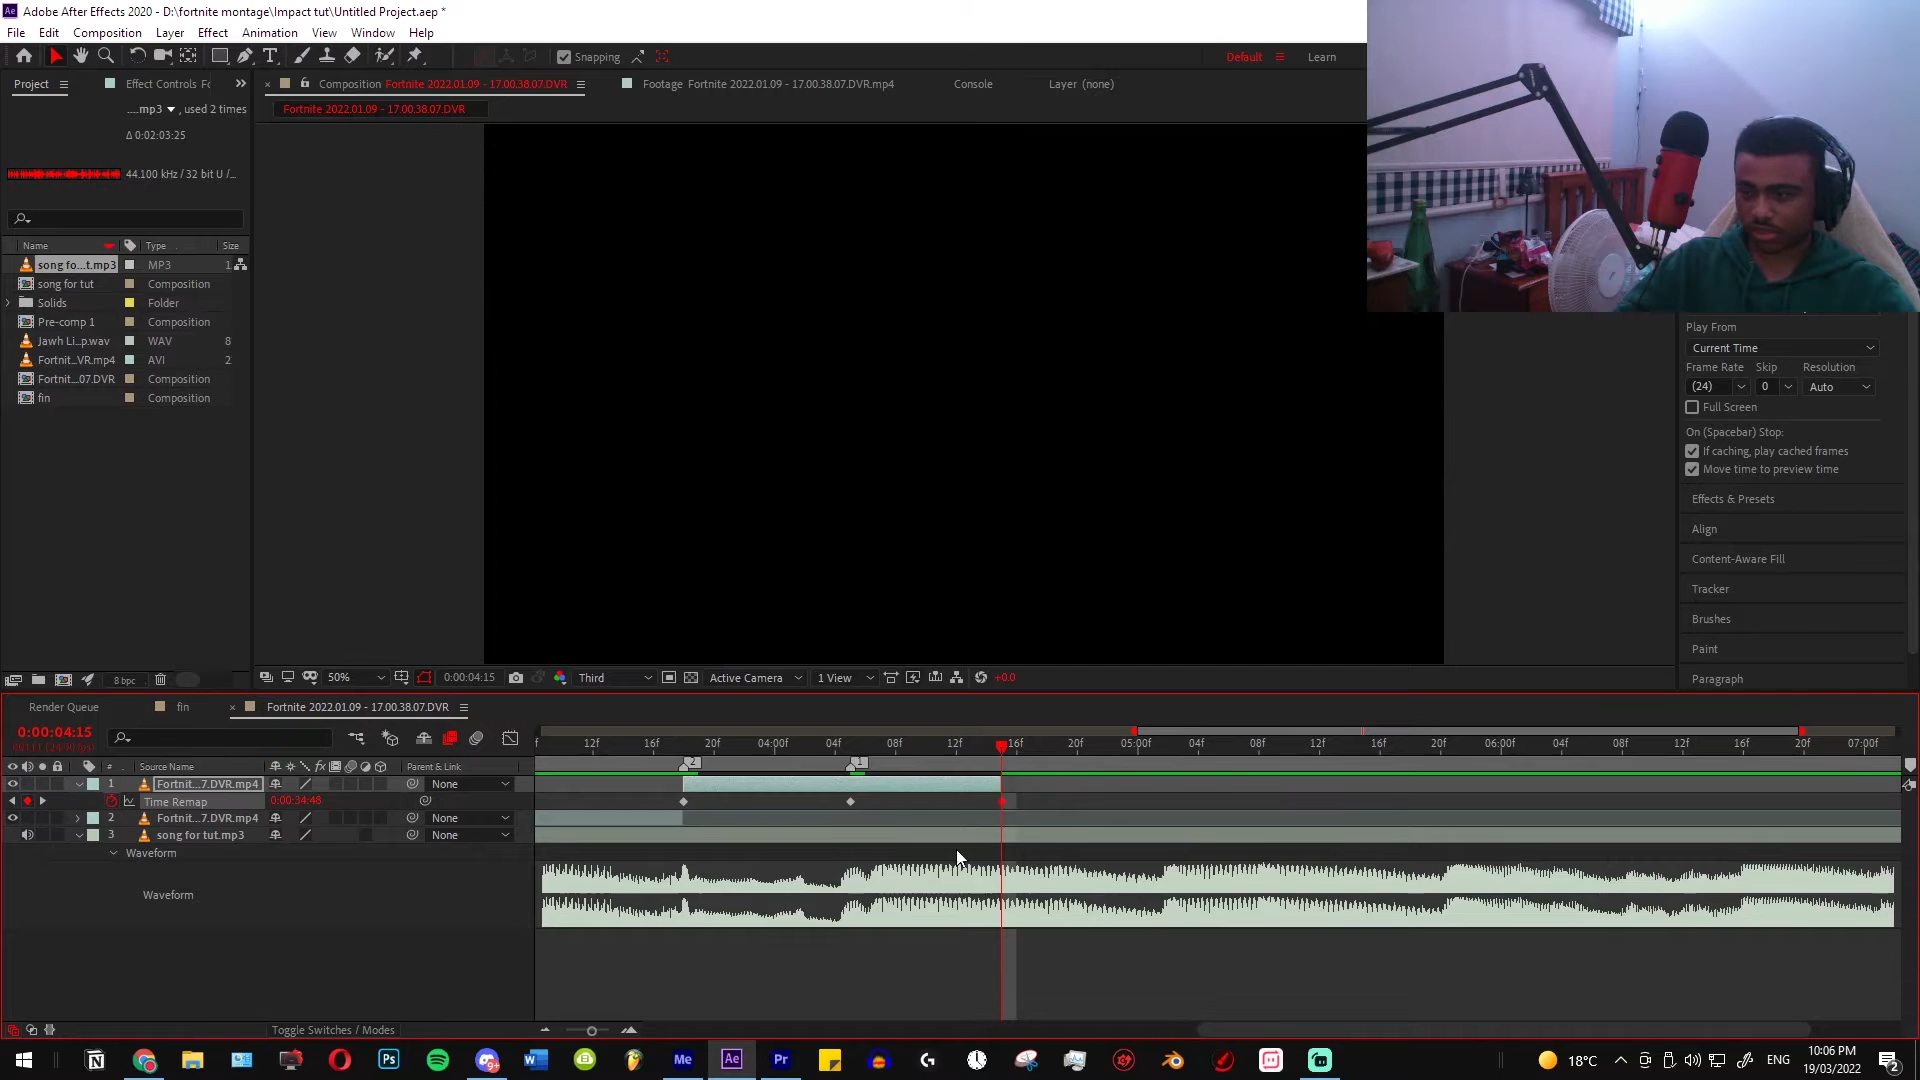 Adobe After Effects 2020 - D:\fortnite montage\Impact tut\Untitled Project.aep *
File Edit Composition Layer Effect Animation View Window Help
Snapping
Default
Learn
Project
Effect Controls Fo
Composition Fortnite 2022.01.09 - 17.00.38.07.DVR
Footage Fortnite 2022.01.09 - 17.00.38.07.DVR.mp4
Console
Layer (none)
Fortnite 2022.01.09 - 17.00.38.07.DVR
....mp3 , used 2 times
Δ 0:02:03:25
44.100 kHz / 32 bit U /...
Name Type Size
song fo...t.mp3 MP3 1
song for tut Composition
Solids Folder
Pre-comp 1 Composition
Jawh Li...p.wav WAV 8
Fortnit...VR.mp4 AVI 2
Fortnit...07.DVR Composition
fin Composition
8 bpc
50%
0:00:04:15
Third
Active Camera
1 View
+0.0
Play From
Current Time
Frame Rate Skip Resolution
(24) 0 Auto
Full Screen
On (Spacebar) Stop:
If caching, play cached frames
Move time to preview time
Effects & Presets
Align
Content-Aware Fill
Tracker
Brushes
Paint
Paragraph
Render Queue
fin
Fortnite 2022.01.09 - 17.00.38.07.DVR
0:00:04:15
f 12f 16f 20f 04:00f 04f 08f 12f 16f 20f 05:00f 04f 08f 12f 16f 20f 06:00f 04f 08f 12f 16f 20f 07:00f
# Source Name Parent & Link
2 1
1 Fortnit...7.DVR.mp4 None
Time Remap 0:00:34:48
2 Fortnit...7.DVR.mp4 None
3 song for tut.mp3 None
Waveform
Waveform
Toggle Switches / Modes
Ps
9+
W
Me
Ae
Pr
18°C
ENG
10:06 PM
19/03/2022
2